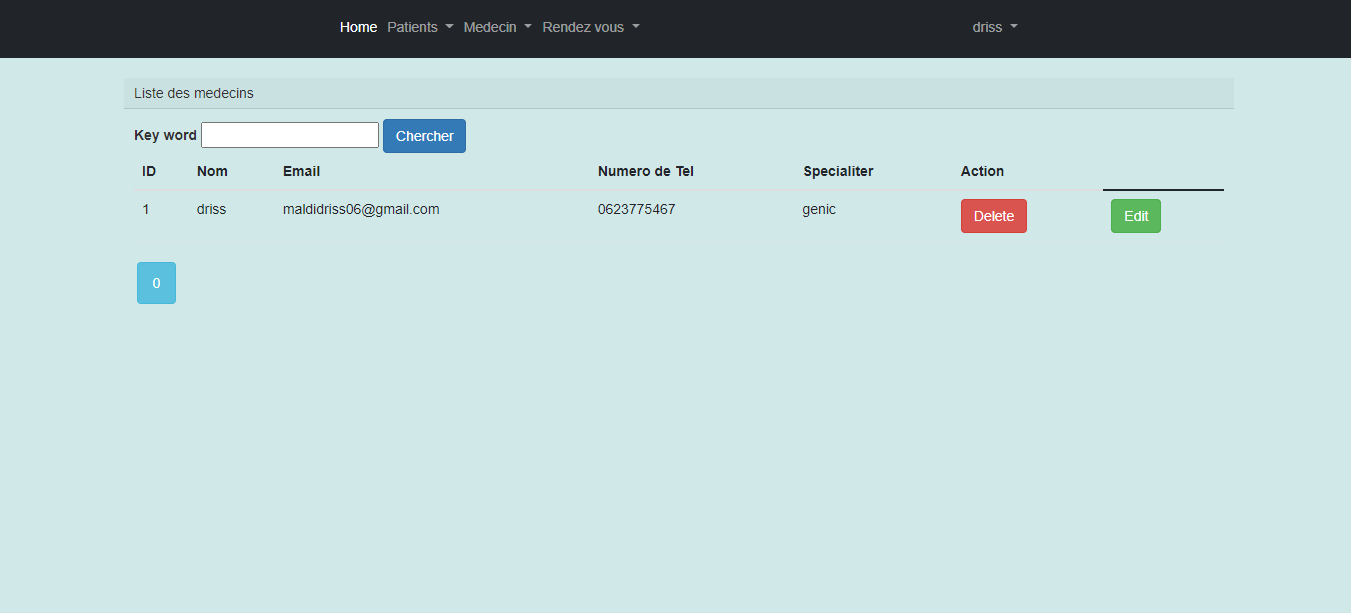 Home Patients Medecin Rendez vous driss
Liste des medecins
Key word Chercher
ID Nom Email Numero de Tel Specialiter Action
1 driss maldidriss06@gmail.com 0623775467 genic Delete Edit
0